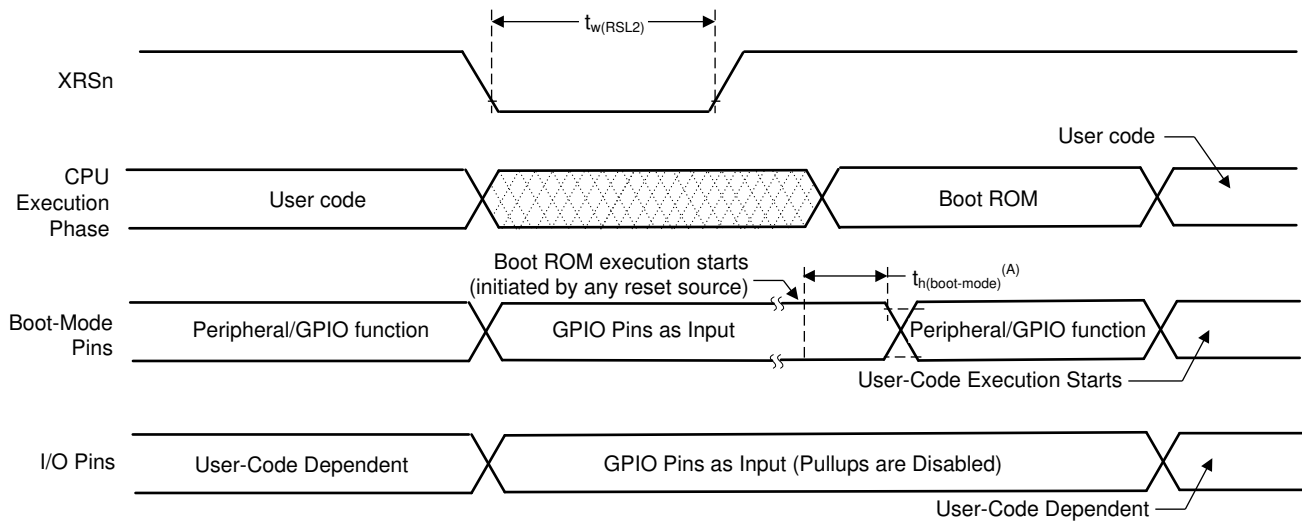 tw(RSL2)
XRSn
User code
CPU
Execution
Phase
User code
Boot ROM
Boot ROM execution starts
(initiated by any reset source)
th(boot-mode)(A)
Boot-Mode
Pins
Peripheral/GPIO function
GPIO Pins as Input
Peripheral/GPIO function
User-Code Execution Starts
I/O Pins
User-Code Dependent
GPIO Pins as Input (Pullups are Disabled)
User-Code Dependent